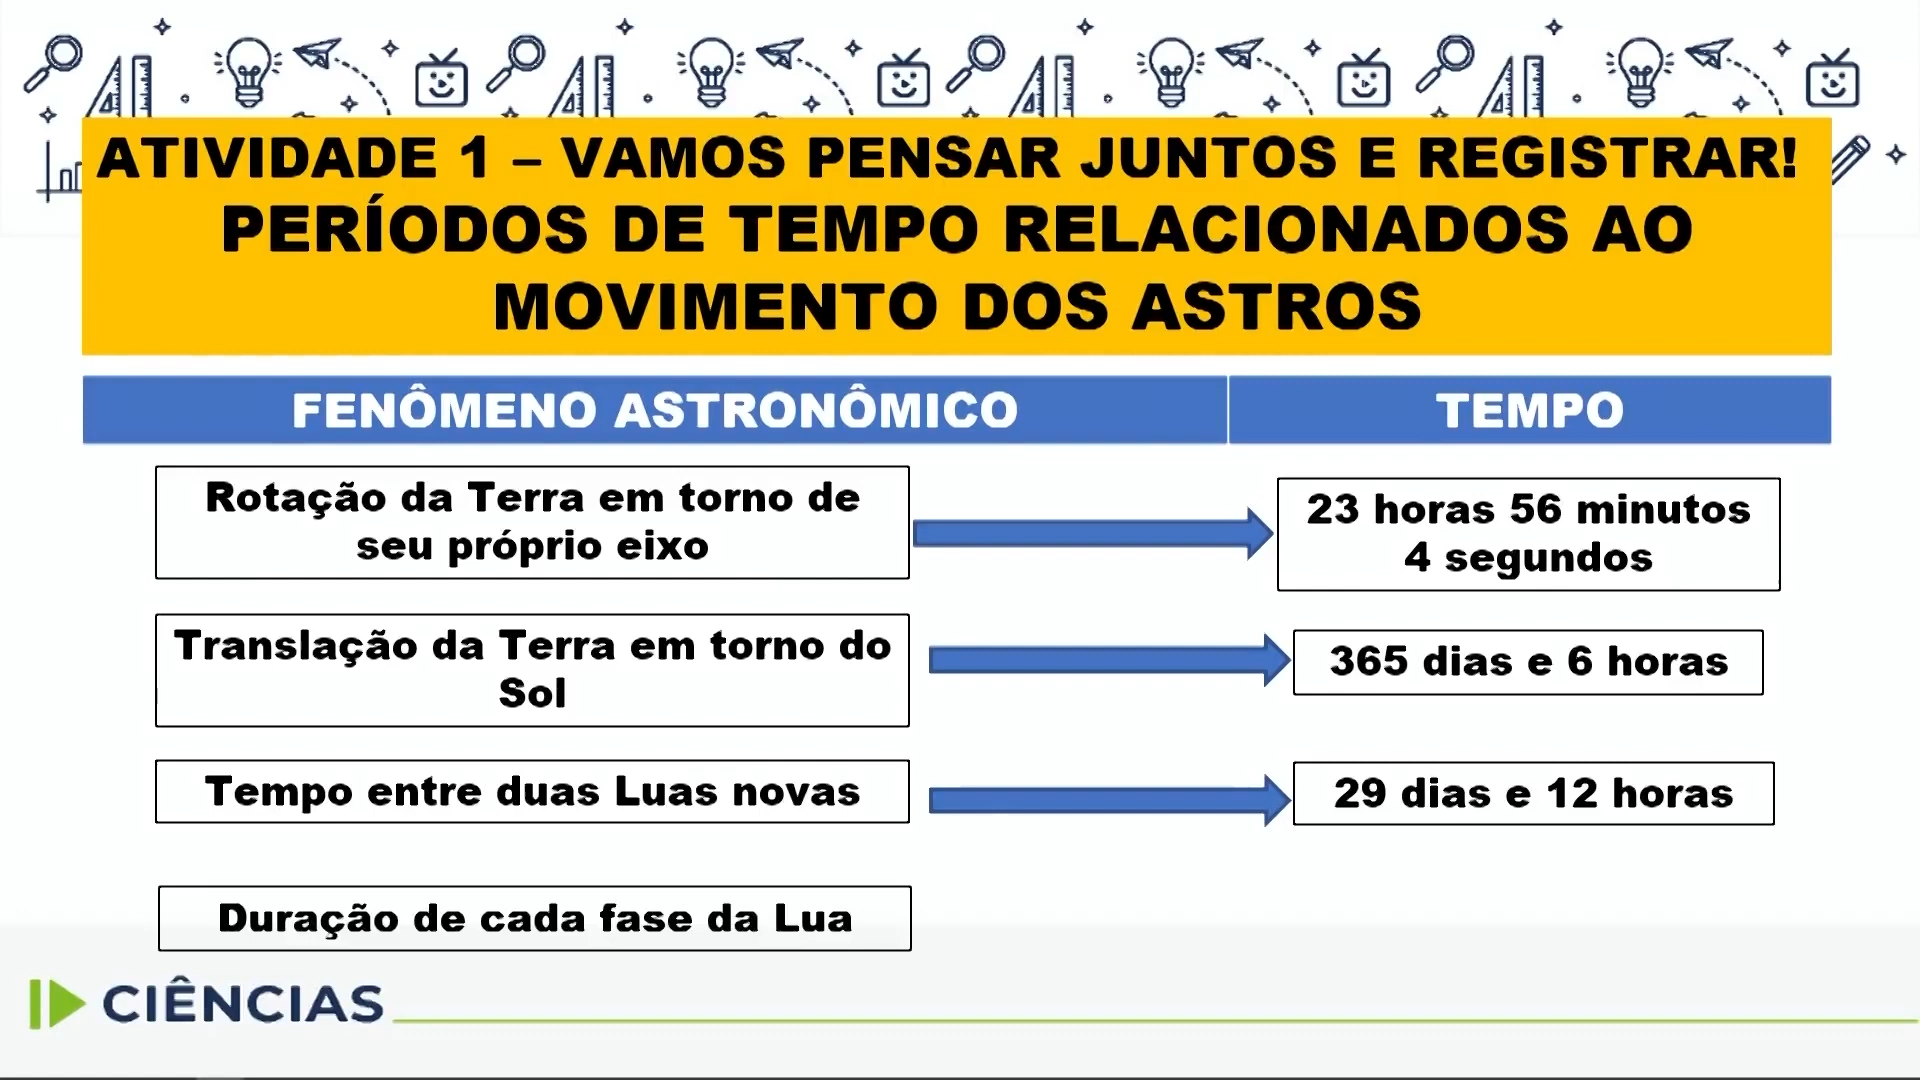 ATIVIDADE 1 – VAMOS PENSAR JUNTOS E REGISTRAR!
PERÍODOS DE TEMPO RELACIONADOS AO
MOVIMENTO DOS ASTROS
FENÔMENO ASTRONÔMICO
TEMPO
Rotação da Terra em torno de
seu próprio eixo
23 horas 56 minutos
4 segundos
Translação da Terra em torno do
Sol
365 dias e 6 horas
Tempo entre duas Luas novas
29 dias e 12 horas
Duração de cada fase da Lua
CIÊNCIAS